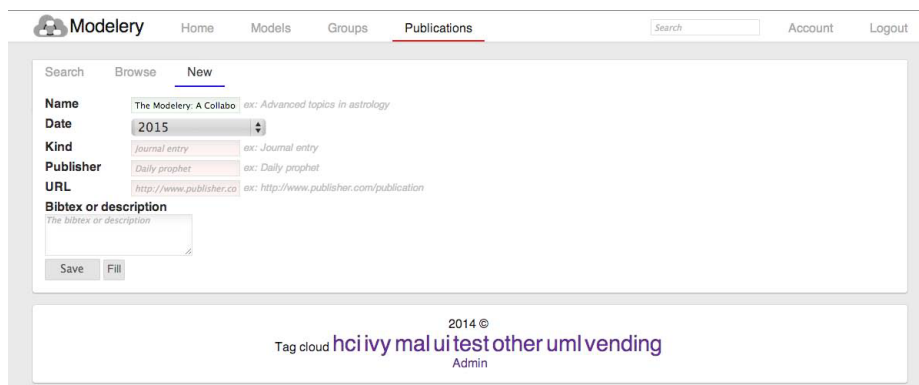 Modelery Home Models Groups Publications Search Account Logout
Search Browse New
Name The Modelery: A Collabo ex: Advanced topics in astrology
Date 2015
Kind Journal entry ex: Journal entry
Publisher Daily prophet ex: Daily prophet
URL http://www.publisher.co ex: http://www.publisher.com/publication
Bibtex or description
The bibtex or description
Save Fill
2014 ©
Tag cloud hci ivy mal ui test other uml vending
Admin